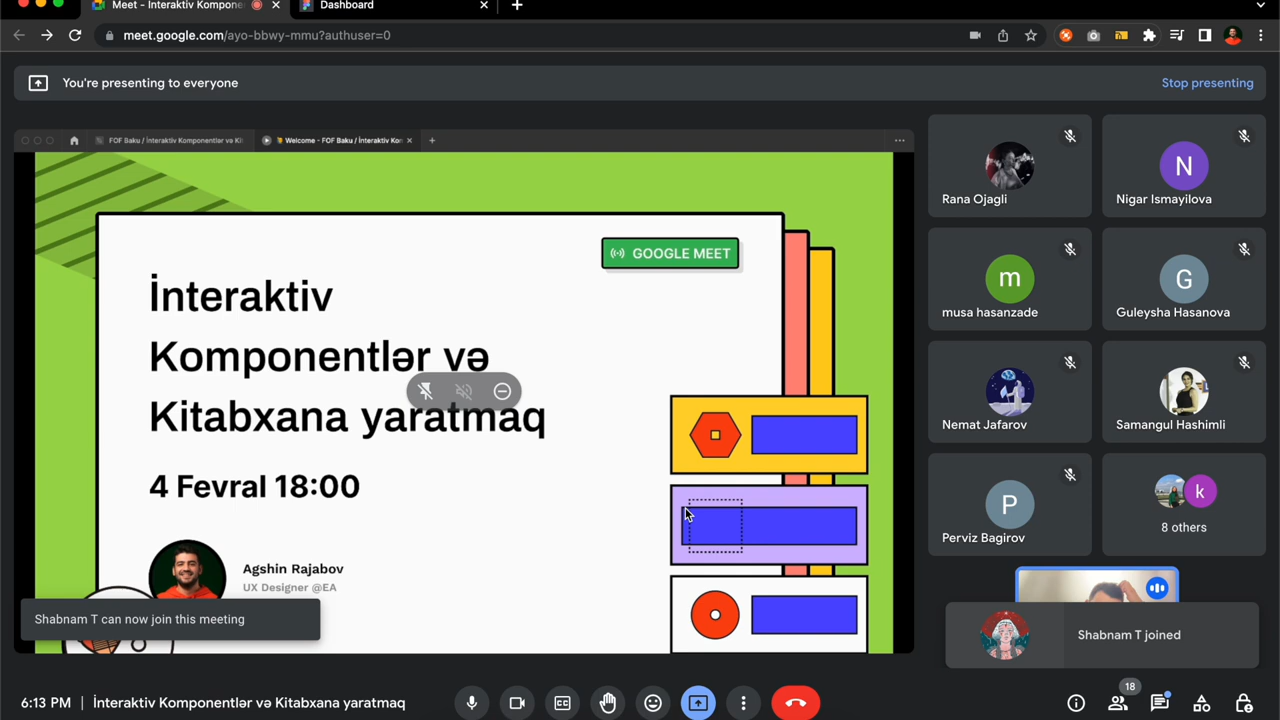 Meet - Interaktiv Komponen
Dashboard
meet.google.com/ayo-bbwy-mmu?authuser=0
You're presenting to everyone
Stop presenting
FOF Baku / İnteraktiv Komponentlər və Ki
Welcome - FOF Baku / İnteraktiv Kon
İnteraktiv
Komponentlər və
Kitabxana yaratmaq
4 Fevral 18:00
GOOGLE MEET
Agshin Rajabov
UX Designer @EA
Shabnam T can now join this meeting
Rana Ojagli
N
Nigar Ismayilova
m
musa hasanzade
G
Guleysha Hasanova
Nemat Jafarov
Samangul Hashimli
P
Perviz Bagirov
k
8 others
Shabnam T joined
6:13 PM | İnteraktiv Komponentlər və Kitabxana yaratmaq
CC
18